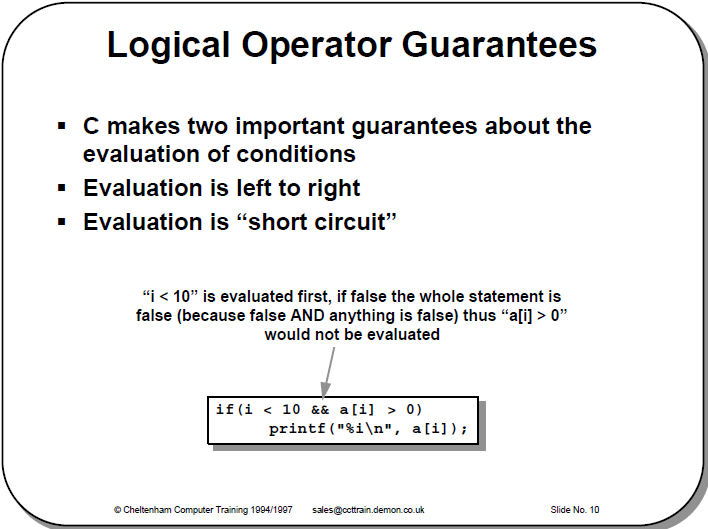 Logical Operator Guarantees
▪ C makes two important guarantees about the
evaluation of conditions
▪ Evaluation is left to right
▪ Evaluation is “short circuit”
“i < 10” is evaluated first, if false the whole statement is
false (because false AND anything is false) thus “a[i] > 0”
would not be evaluated
if(i < 10 && a[i] > 0)
printf("%i\n", a[i]);
© Cheltenham Computer Training 1994/1997 sales@ccttrain.demon.co.uk Slide No. 10